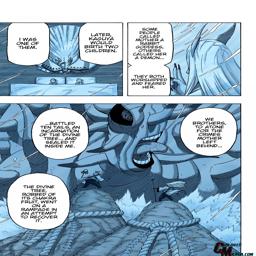 SOME
PEOPLE
CALLED
MOTHER A
RABBIT
GODDESS,
OTHERS
CALLED HER
A DEMON...
THEY BOTH
WORSHIPPED
AND FEARED
HER.
LATER,
KAGUYA
WOULD
BIRTH TWO
CHILDREN.
I WAS
ONE OF
THEM.
WE
BROTHERS,
TO ATONE
FOR THE
CRIMES
MOTHER
LEFT
BEHIND...
...BATTLED
TEN TAILS, AN
INCARNATION
OF THE
DIVINE
TREE... AND
SEALED IT
INSIDE ME.
THE DIVINE
TREE,
ROBBED OF
ITS CHAKRA
FRUIT, WENT
ON A
RAMPAGE IN
AN ATTEMPT
TO RECOVER
IT.